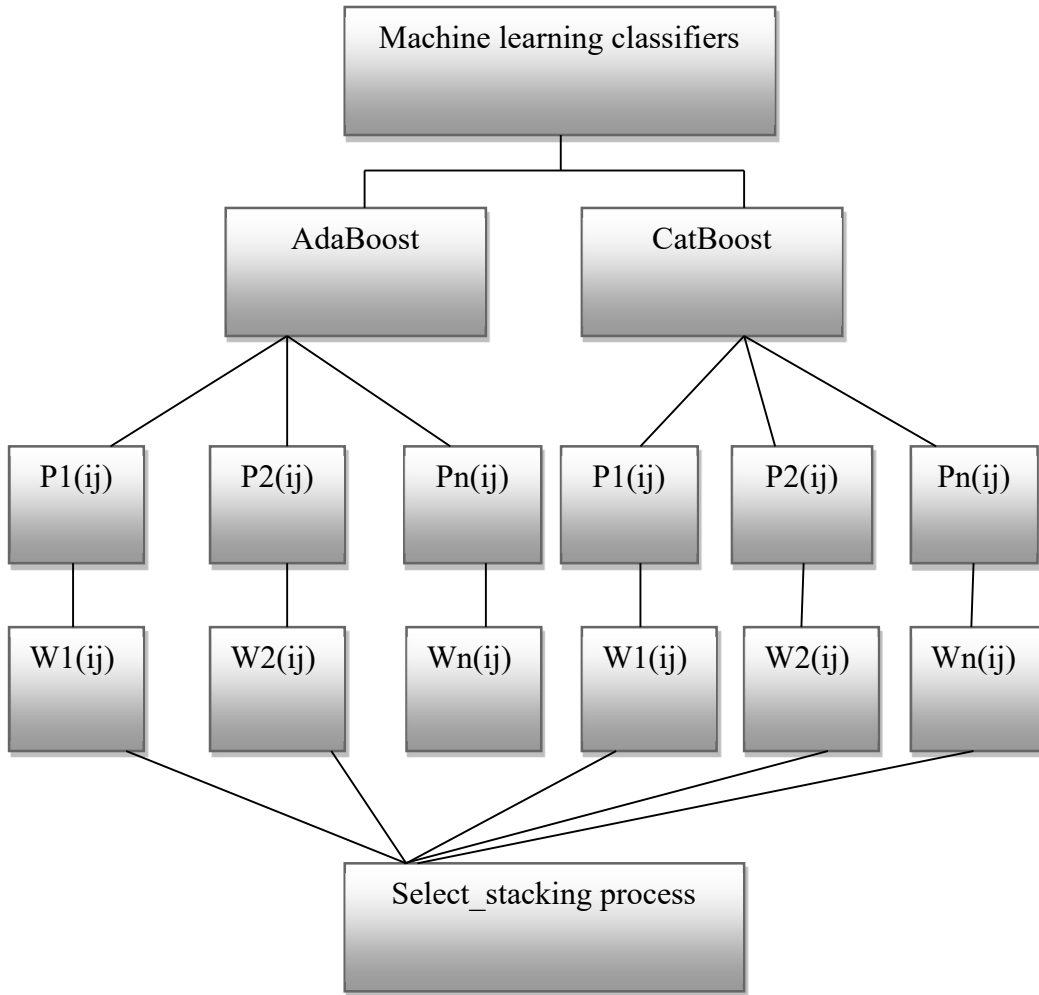 Machine learning classifiers
AdaBoost
CatBoost
P1(ij)
P2(ij)
Pn(ij)
P1(ij)
P2(ij)
Pn(ij)
W1(ij)
W2(ij)
Wn(ij)
W1(ij)
W2(ij)
Wn(ij)
Select_stacking process